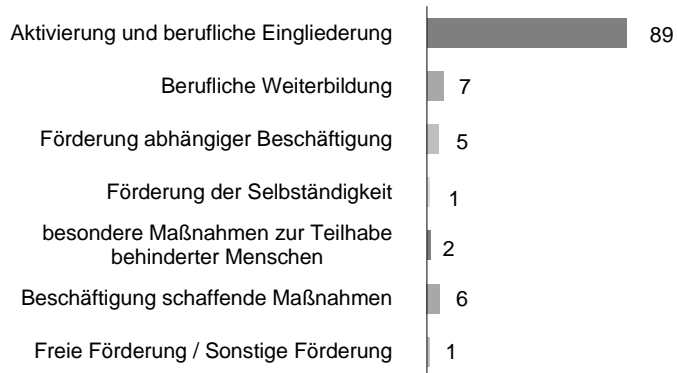 Aktivierung und berufliche Eingliederung 89
Berufliche Weiterbildung 7
Förderung abhängiger Beschäftigung 5
Förderung der Selbständigkeit 1
besondere Maßnahmen zur Teilhabe
behinderter Menschen 2
Beschäftigung schaffende Maßnahmen 6
Freie Förderung / Sonstige Förderung 1